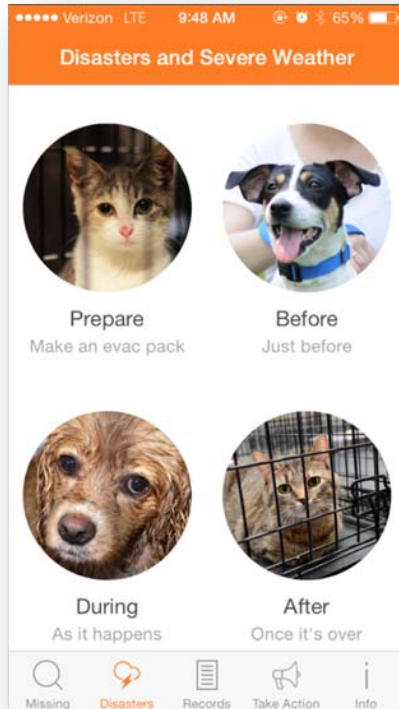 Verizon LTE 9:48 AM 65%
Disasters and Severe Weather
Prepare Before
Make an evac pack Just before
During After
As it happens Once it's over
Missing Disasters Records Take Action Info